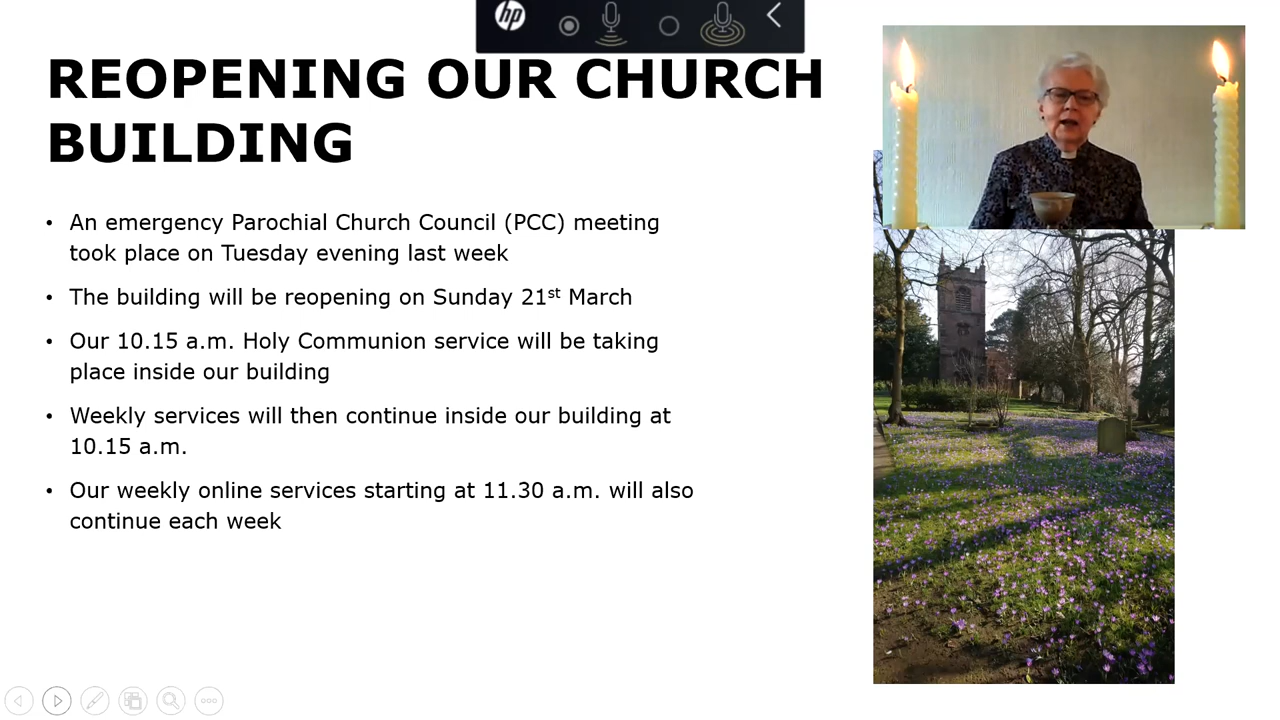 hp
REOPENING OUR CHURCH
BUILDING
• An emergency Parochial Church Council (PCC) meeting
took place on Tuesday evening last week
• The building will be reopening on Sunday 21st March
• Our 10.15 a.m. Holy Communion service will be taking
place inside our building
• Weekly services will then continue inside our building at
10.15 a.m.
• Our weekly online services starting at 11.30 a.m. will also
continue each week